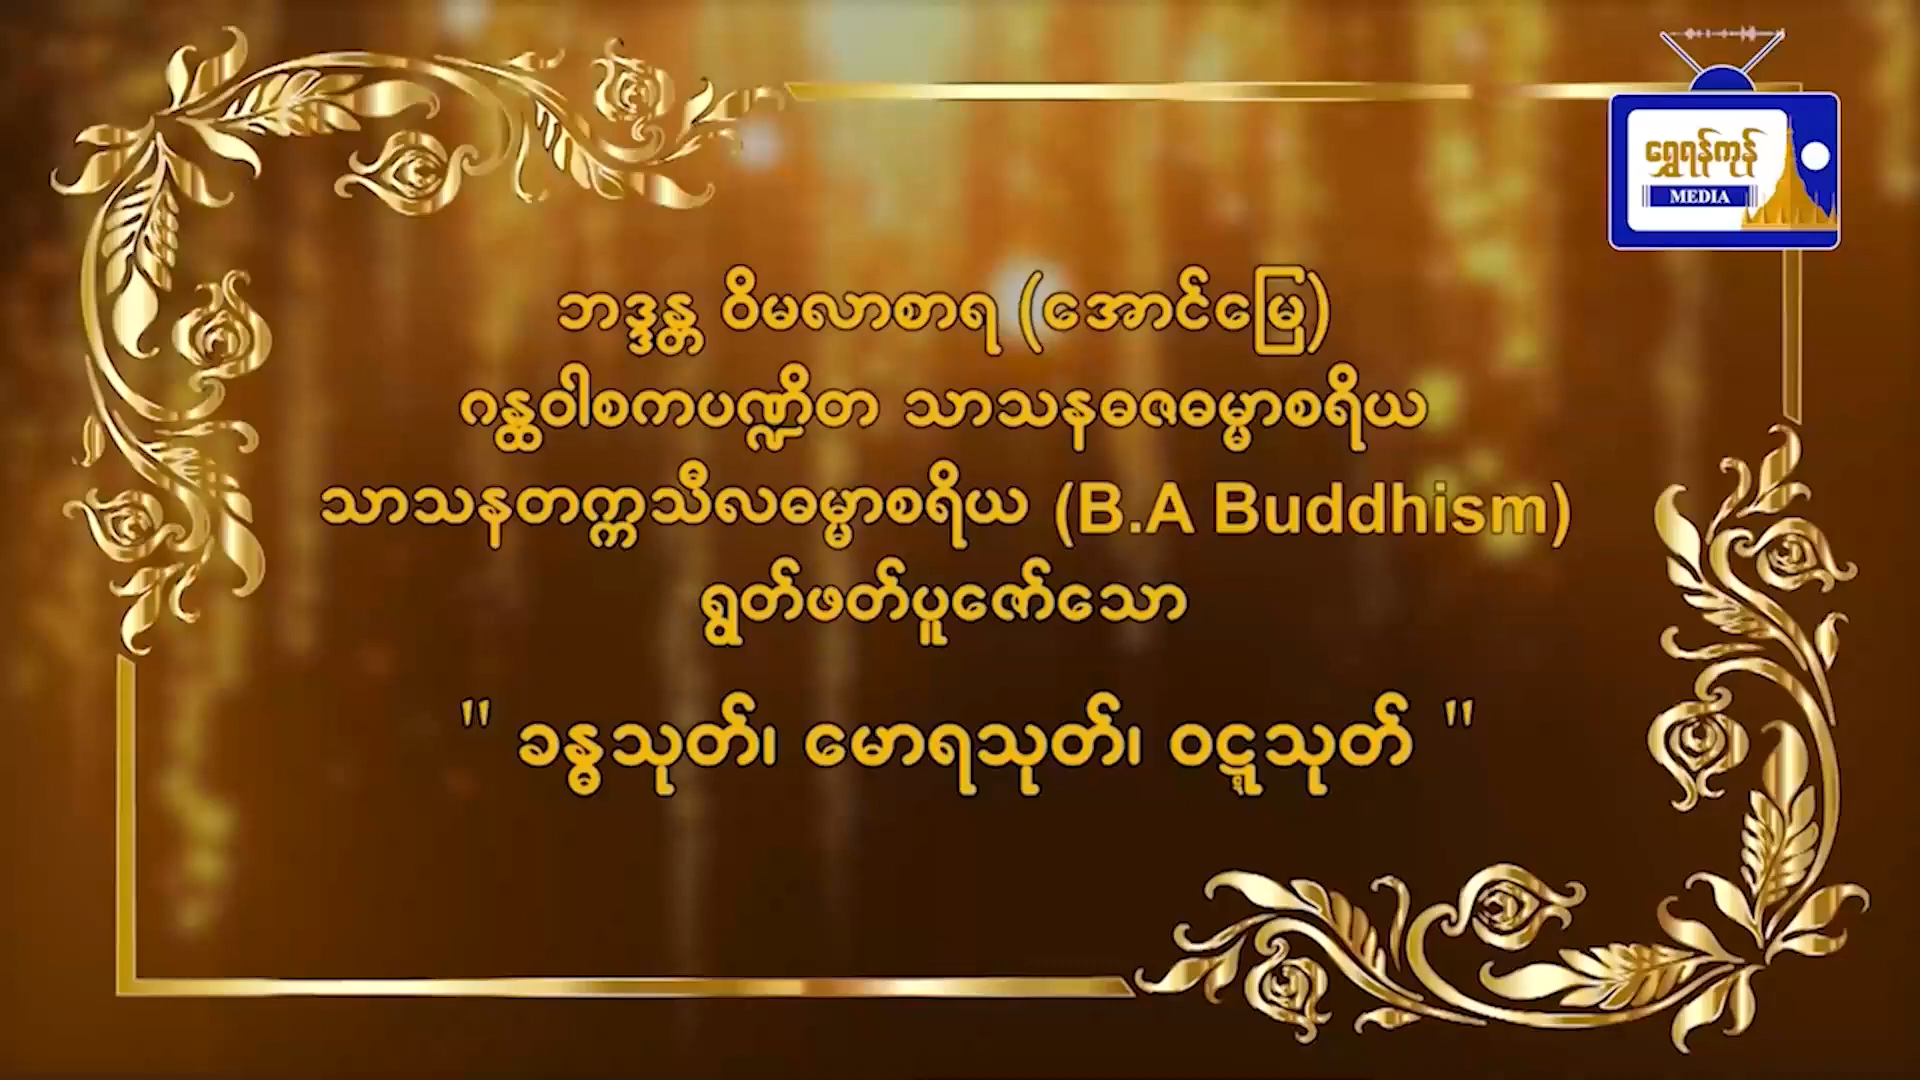 ရွှေရန်ကုန်
MEDIA
ဘဒ္ဒန္တ ဝိမလာစာရ (အောင်မြေ)
ဂန္ထဝါစကပဏ္ဍိတ သာသနဓဇဓမ္မာစရိယ
သာသနတက္ကသီလဓမ္မာစရိယ (B.A Buddhism)
ရွတ်ဖတ်ပူဇော်သော
" ခန္ဓသုတ်၊ မောရသုတ်၊ ဝဋ္ဋသုတ် "